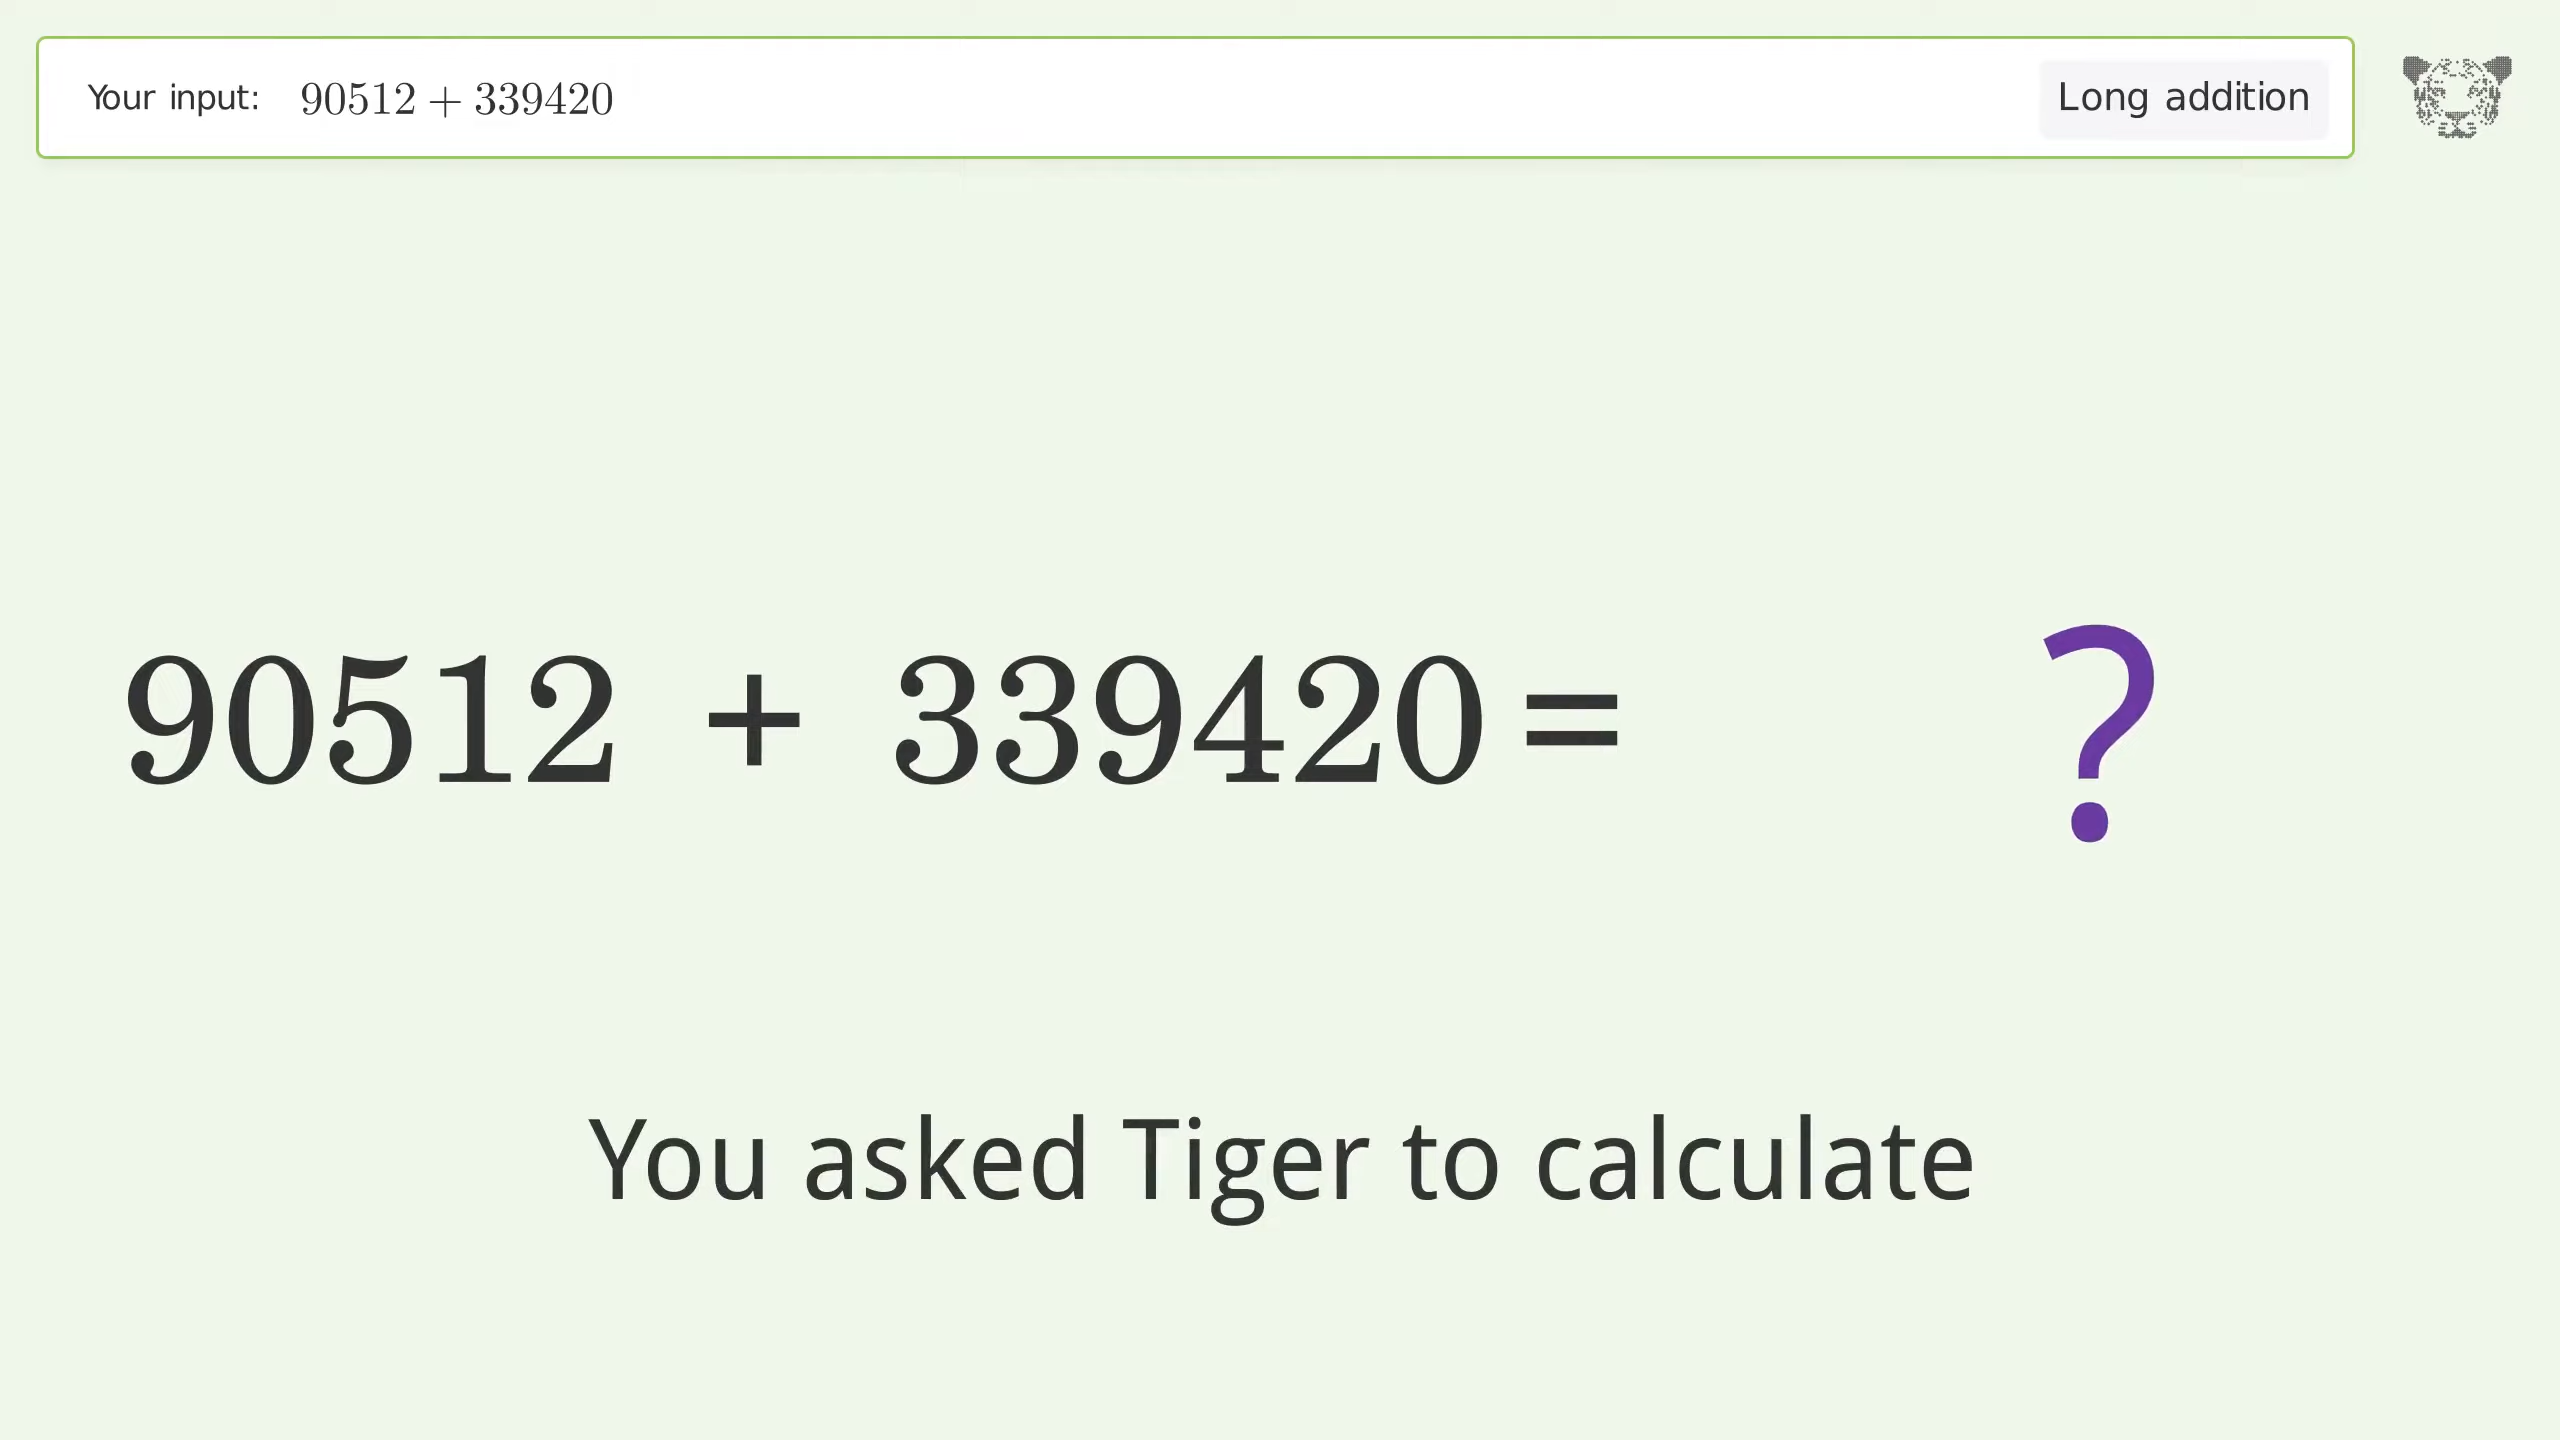 Your input: 90512 + 339420 Long addition
90512 + 339420 = ?
You asked Tiger to calculate